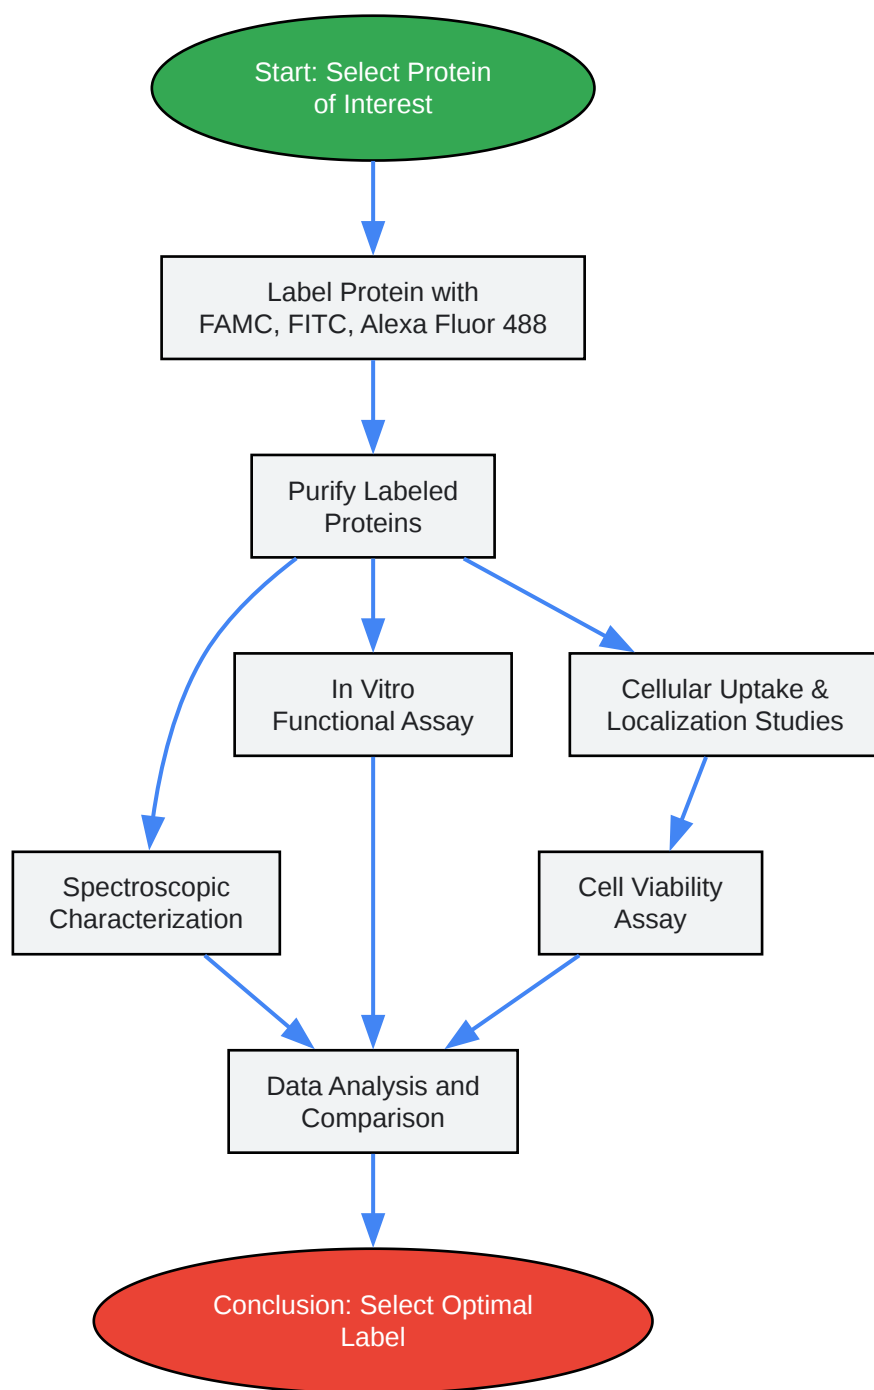 Start: Select Protein
of Interest
Label Protein with
FAMC, FITC, Alexa Fluor 488
Purify Labeled
Proteins
In Vitro
Functional Assay
Cellular Uptake &
Localization Studies
Spectroscopic
Characterization
Cell Viability
Assay
Data Analysis and
Comparison
Conclusion: Select Optimal
Label